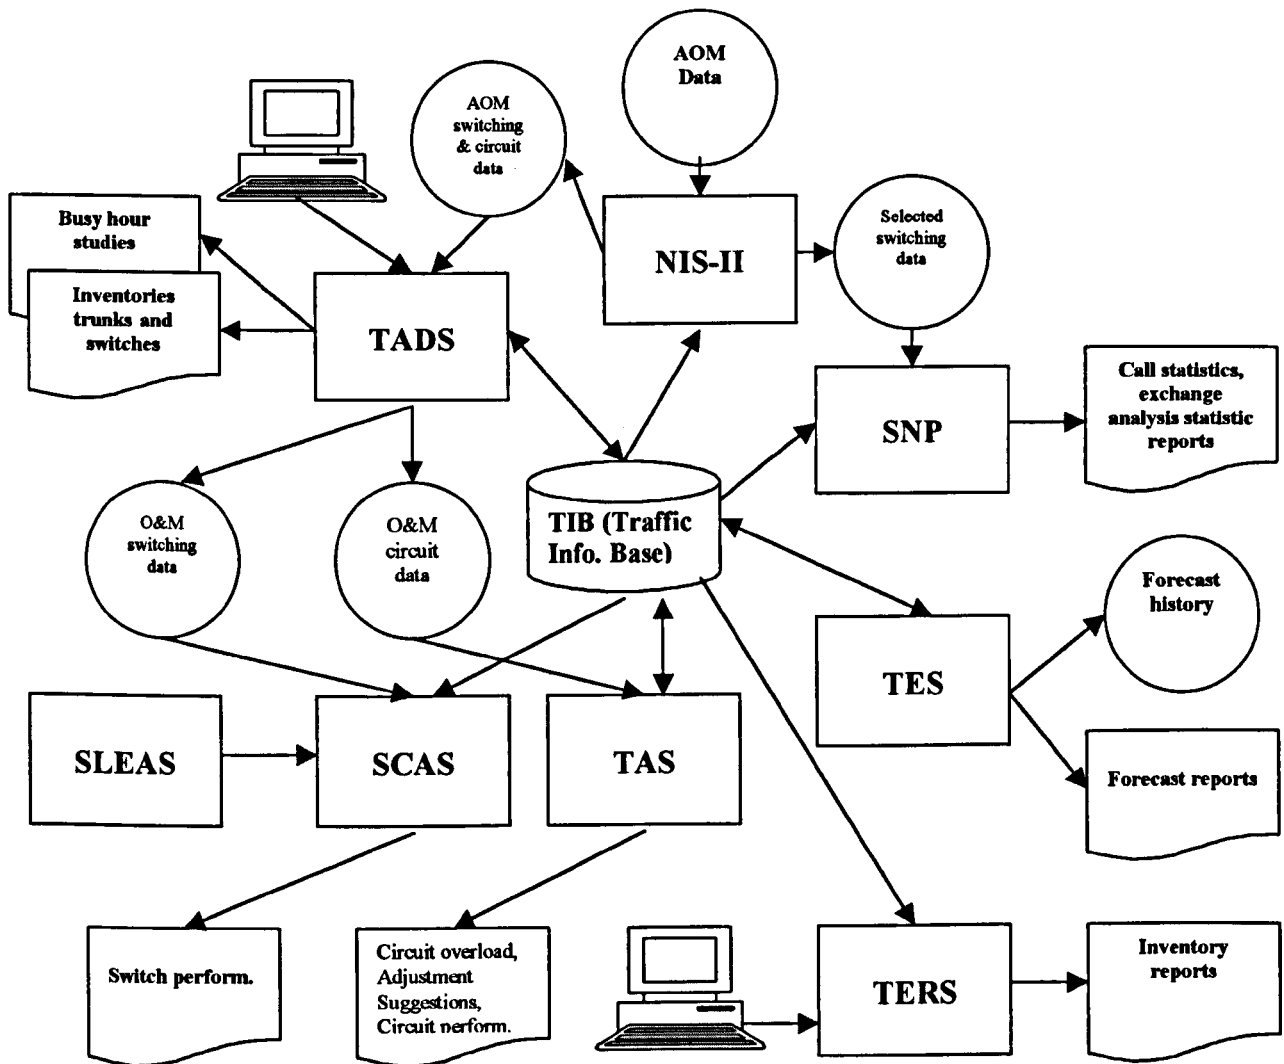 AOM
Data
AOM
switching
& circuit
data
Selected
switching
data
NIS-II
Busy hour
studies
Inventories
trunks and
switches
TADS
SNP
Call statistics,
exchange
analysis statistic
reports
O&M
switching
data
O&M
circuit
data
TIB (Traffic
Info. Base)
Forecast
history
TES
SLEAS
SCAS
TAS
Forecast reports
Switch perform.
Circuit overload,
Adjustment
Suggestions,
Circuit perform.
TERS
Inventory
reports